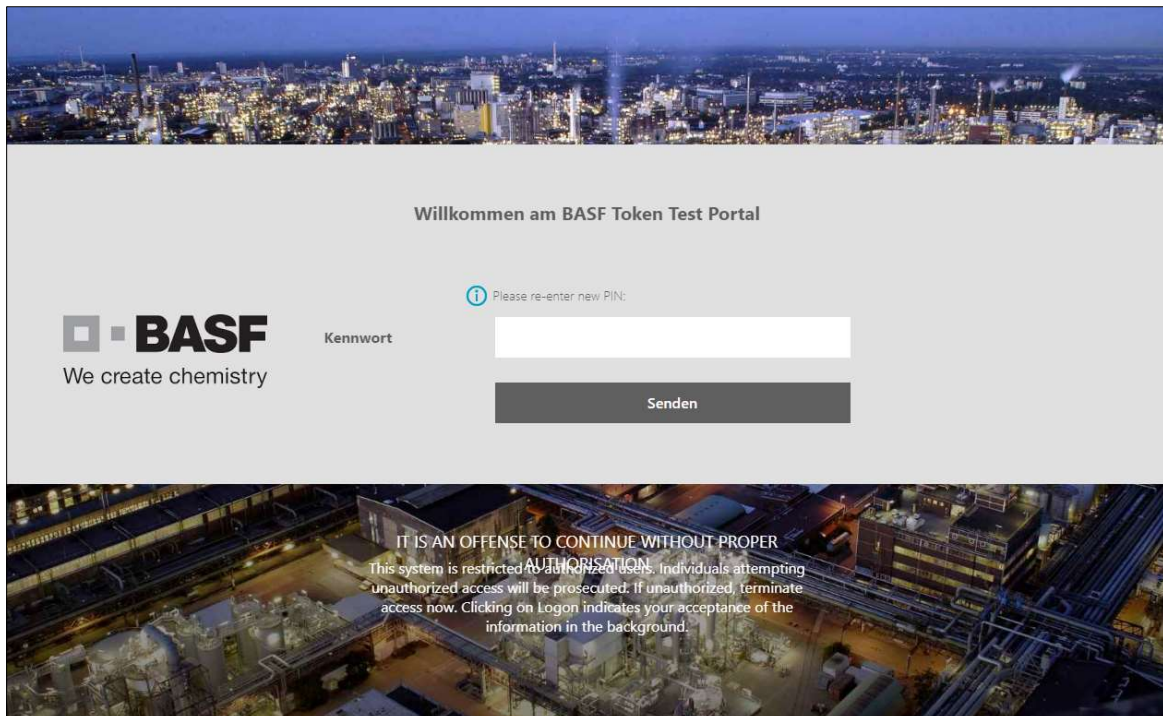 Willkommen am BASF Token Test Portal
Please re-enter new PIN:
BASF
We create chemistry
Kennwort
Senden
IT IS AN OFFENSE TO CONTINUE WITHOUT PROPER
AUTHORISATION
This system is restricted to authorized users. Individuals attempting
unauthorized access will be prosecuted. If unauthorized, terminate
access now. Clicking on Logon indicates your acceptance of the
information in the background.